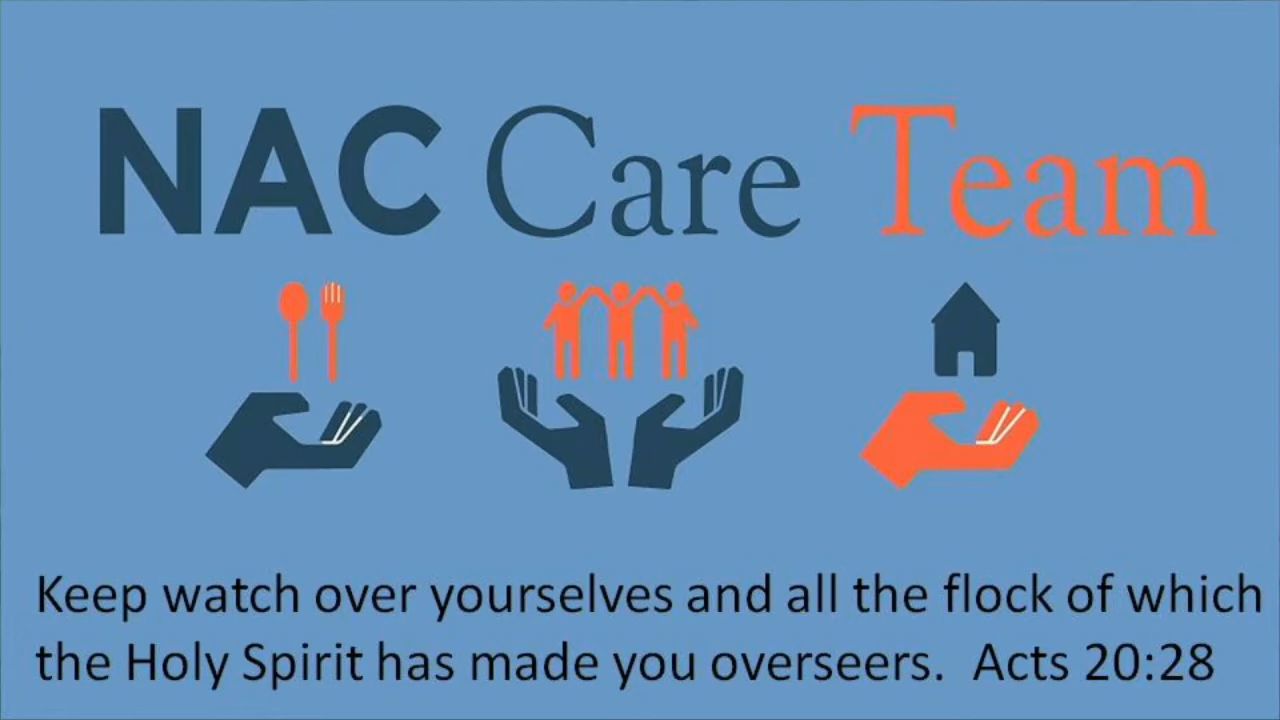 NAC Care Team
Keep watch over yourselves and all the flock of which
the Holy Spirit has made you overseers.  Acts 20:28